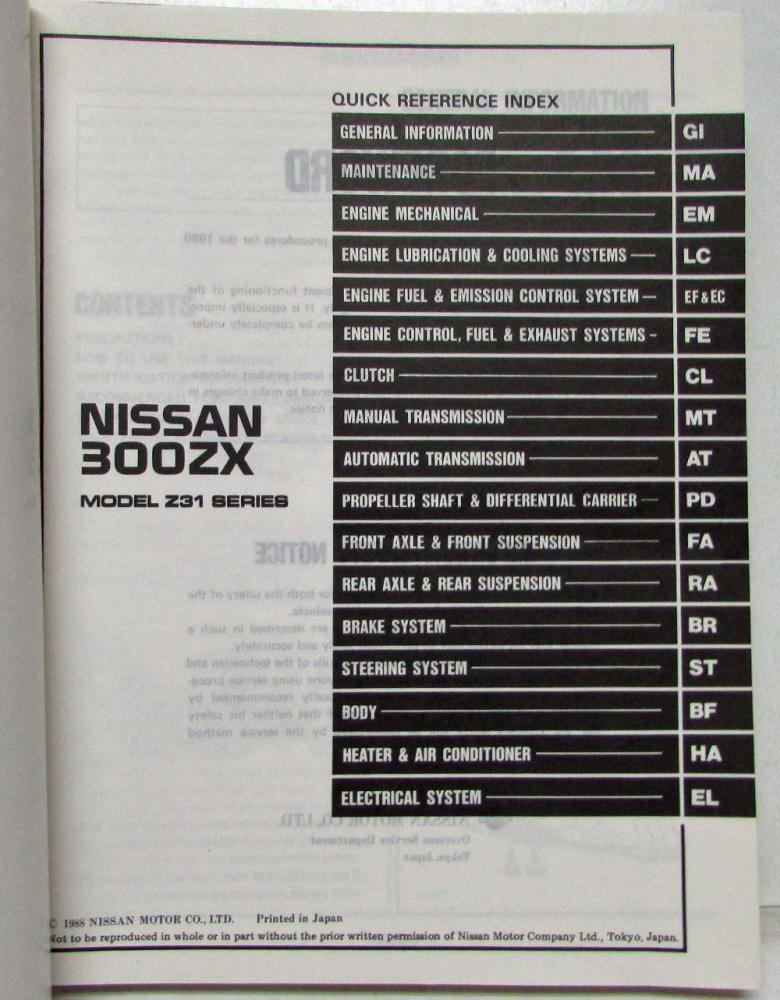 QUICK REFERENCE INDEX
GENERAL INFORMATION GI
MAINTENANCE MA
ENGINE MECHANICAL EM
ENGINE LUBRICATION & COOLING SYSTEMS LC
ENGINE FUEL & EMISSION CONTROL SYSTEM EF & EC
ENGINE CONTROL, FUEL & EXHAUST SYSTEMS FE
CLUTCH CL
MANUAL TRANSMISSION MT
AUTOMATIC TRANSMISSION AT
PROPELLER SHAFT & DIFFERENTIAL CARRIER PD
FRONT AXLE & FRONT SUSPENSION FA
REAR AXLE & REAR SUSPENSION RA
BRAKE SYSTEM BR
STEERING SYSTEM ST
BODY BF
HEATER & AIR CONDITIONER HA
ELECTRICAL SYSTEM EL
NISSAN
300ZX
MODEL Z31 SERIES
© 1988 NISSAN MOTOR CO., LTD. Printed in Japan
Not to be reproduced in whole or in part without the prior written permission of Nissan Motor Company Ltd., Tokyo, Japan.